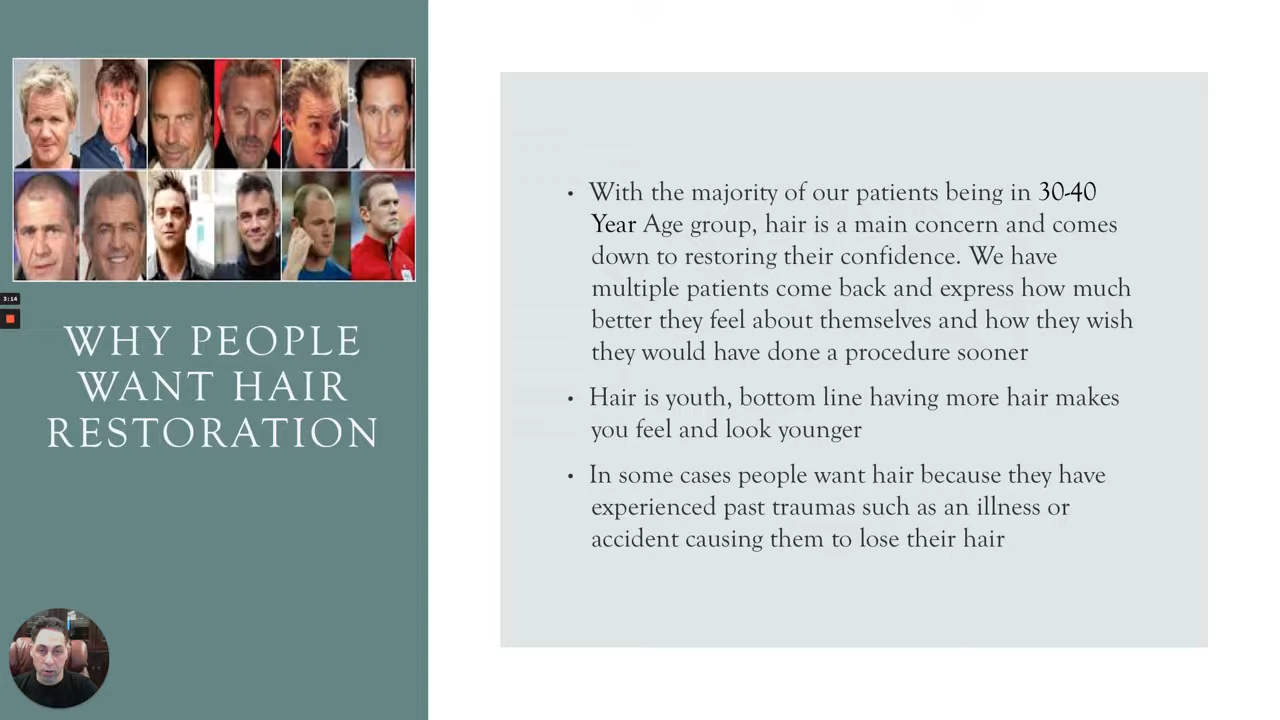 3:14
WHY PEOPLE
WANT HAIR
RESTORATION
• With the majority of our patients being in 30-40
Year Age group, hair is a main concern and comes
down to restoring their confidence. We have
multiple patients come back and express how much
better they feel about themselves and how they wish
they would have done a procedure sooner
• Hair is youth, bottom line having more hair makes
you feel and look younger
• In some cases people want hair because they have
experienced past traumas such as an illness or
accident causing them to lose their hair